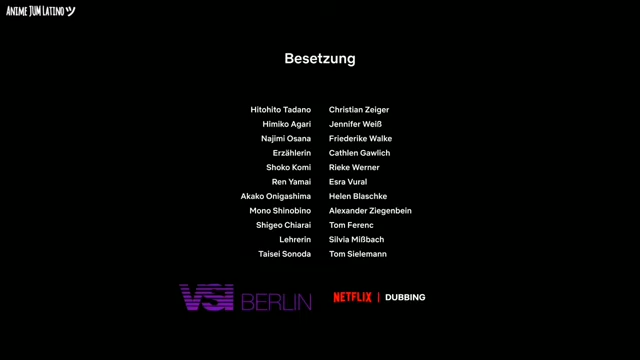 ANIME JUM LATINO ツ
Besetzung
Hitohito Tadano Christian Zeiger
Himiko Agari Jennifer Weiß
Najimi Osana Friederike Walke
Erzählerin Cathlen Gawlich
Shoko Komi Rieke Werner
Ren Yamai Esra Vural
Akako Onigashima Helen Blaschke
Mono Shinobino Alexander Ziegenbein
Shigeo Chiarai Tom Ferenc
Lehrerin Silvia Mißbach
Taisei Sonoda Tom Sielemann
VSI BERLIN NETFLIX | DUBBING